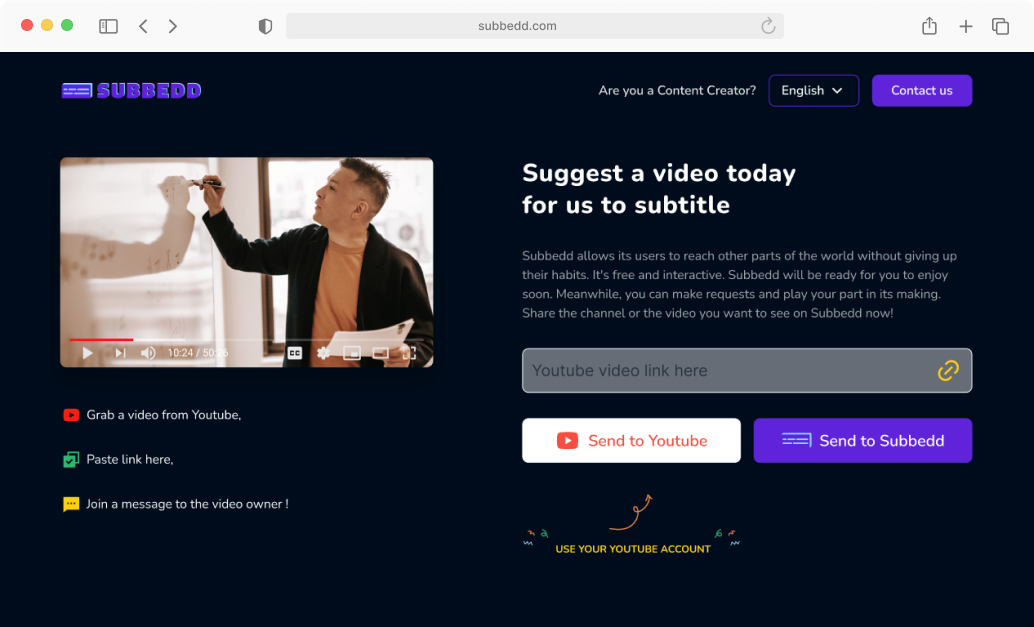 subbedd.com
SUBBEDD
Are you a Content Creator?
English
Contact us
10:24 / 50:26
CC
Suggest a video today
for us to subtitle
Subbedd allows its users to reach other parts of the world without giving up
their habits. It's free and interactive. Subbedd will be ready for you to enjoy
soon. Meanwhile, you can make requests and play your part in its making.
Share the channel or the video you want to see on Subbedd now!
Youtube video link here
Send to Youtube
Send to Subbedd
USE YOUR YOUTUBE ACCOUNT
Grab a video from Youtube,
Paste link here,
Join a message to the video owner !